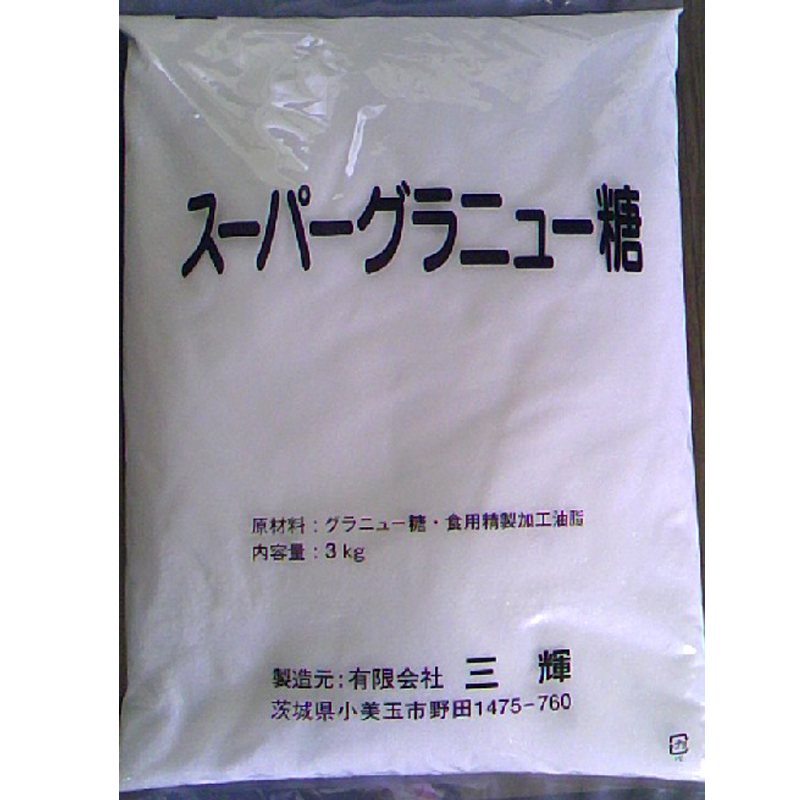 スーパーグラニュー糖
原材料：グラニュー糖・食用精製加工油脂
内容量：3kg
製造元：有限会社 三輝
茨城県小美玉市野田1475-760
プラ